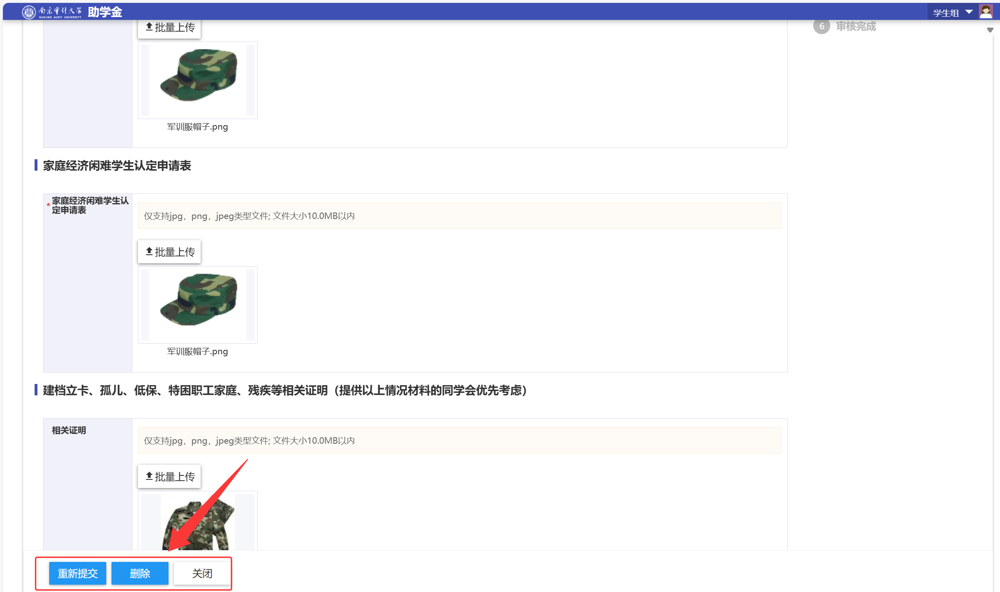 南京审计大学
NANJING AUDIT UNIVERSITY
助学金
学生组
批量上传
6 审核完成
军训服帽子.png
家庭经济闲难学生认定申请表
* 家庭经济闲难学生认
定申请表
仅支持jpg，png，jpeg类型文件; 文件大小10.0MB以内
批量上传
军训服帽子.png
建档立卡、孤儿、低保、特困职工家庭、残疾等相关证明（提供以上情况材料的同学会优先考虑）
相关证明
仅支持jpg，png，jpeg类型文件; 文件大小10.0MB以内
批量上传
重新提交 删除 关闭